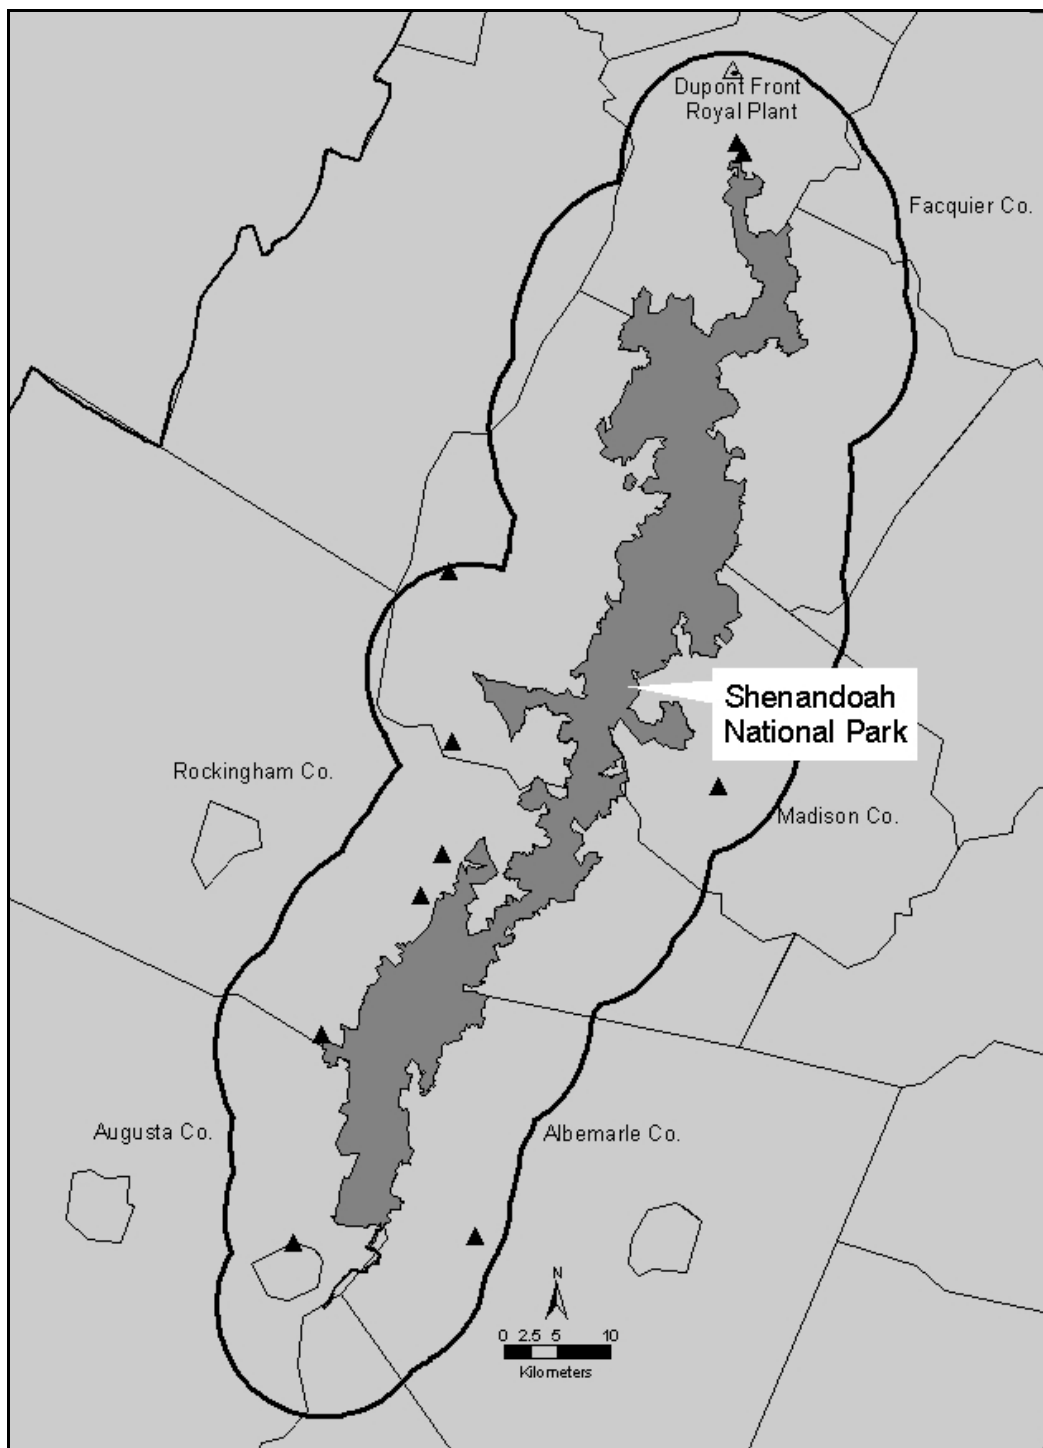 Dupont Front
Royal Plant
Facquier Co.
Shenandoah
National Park
Rockingham Co.
Madison Co.
Augusta Co.
Albemarle Co.
N
0 2.5 5 10
Kilometers